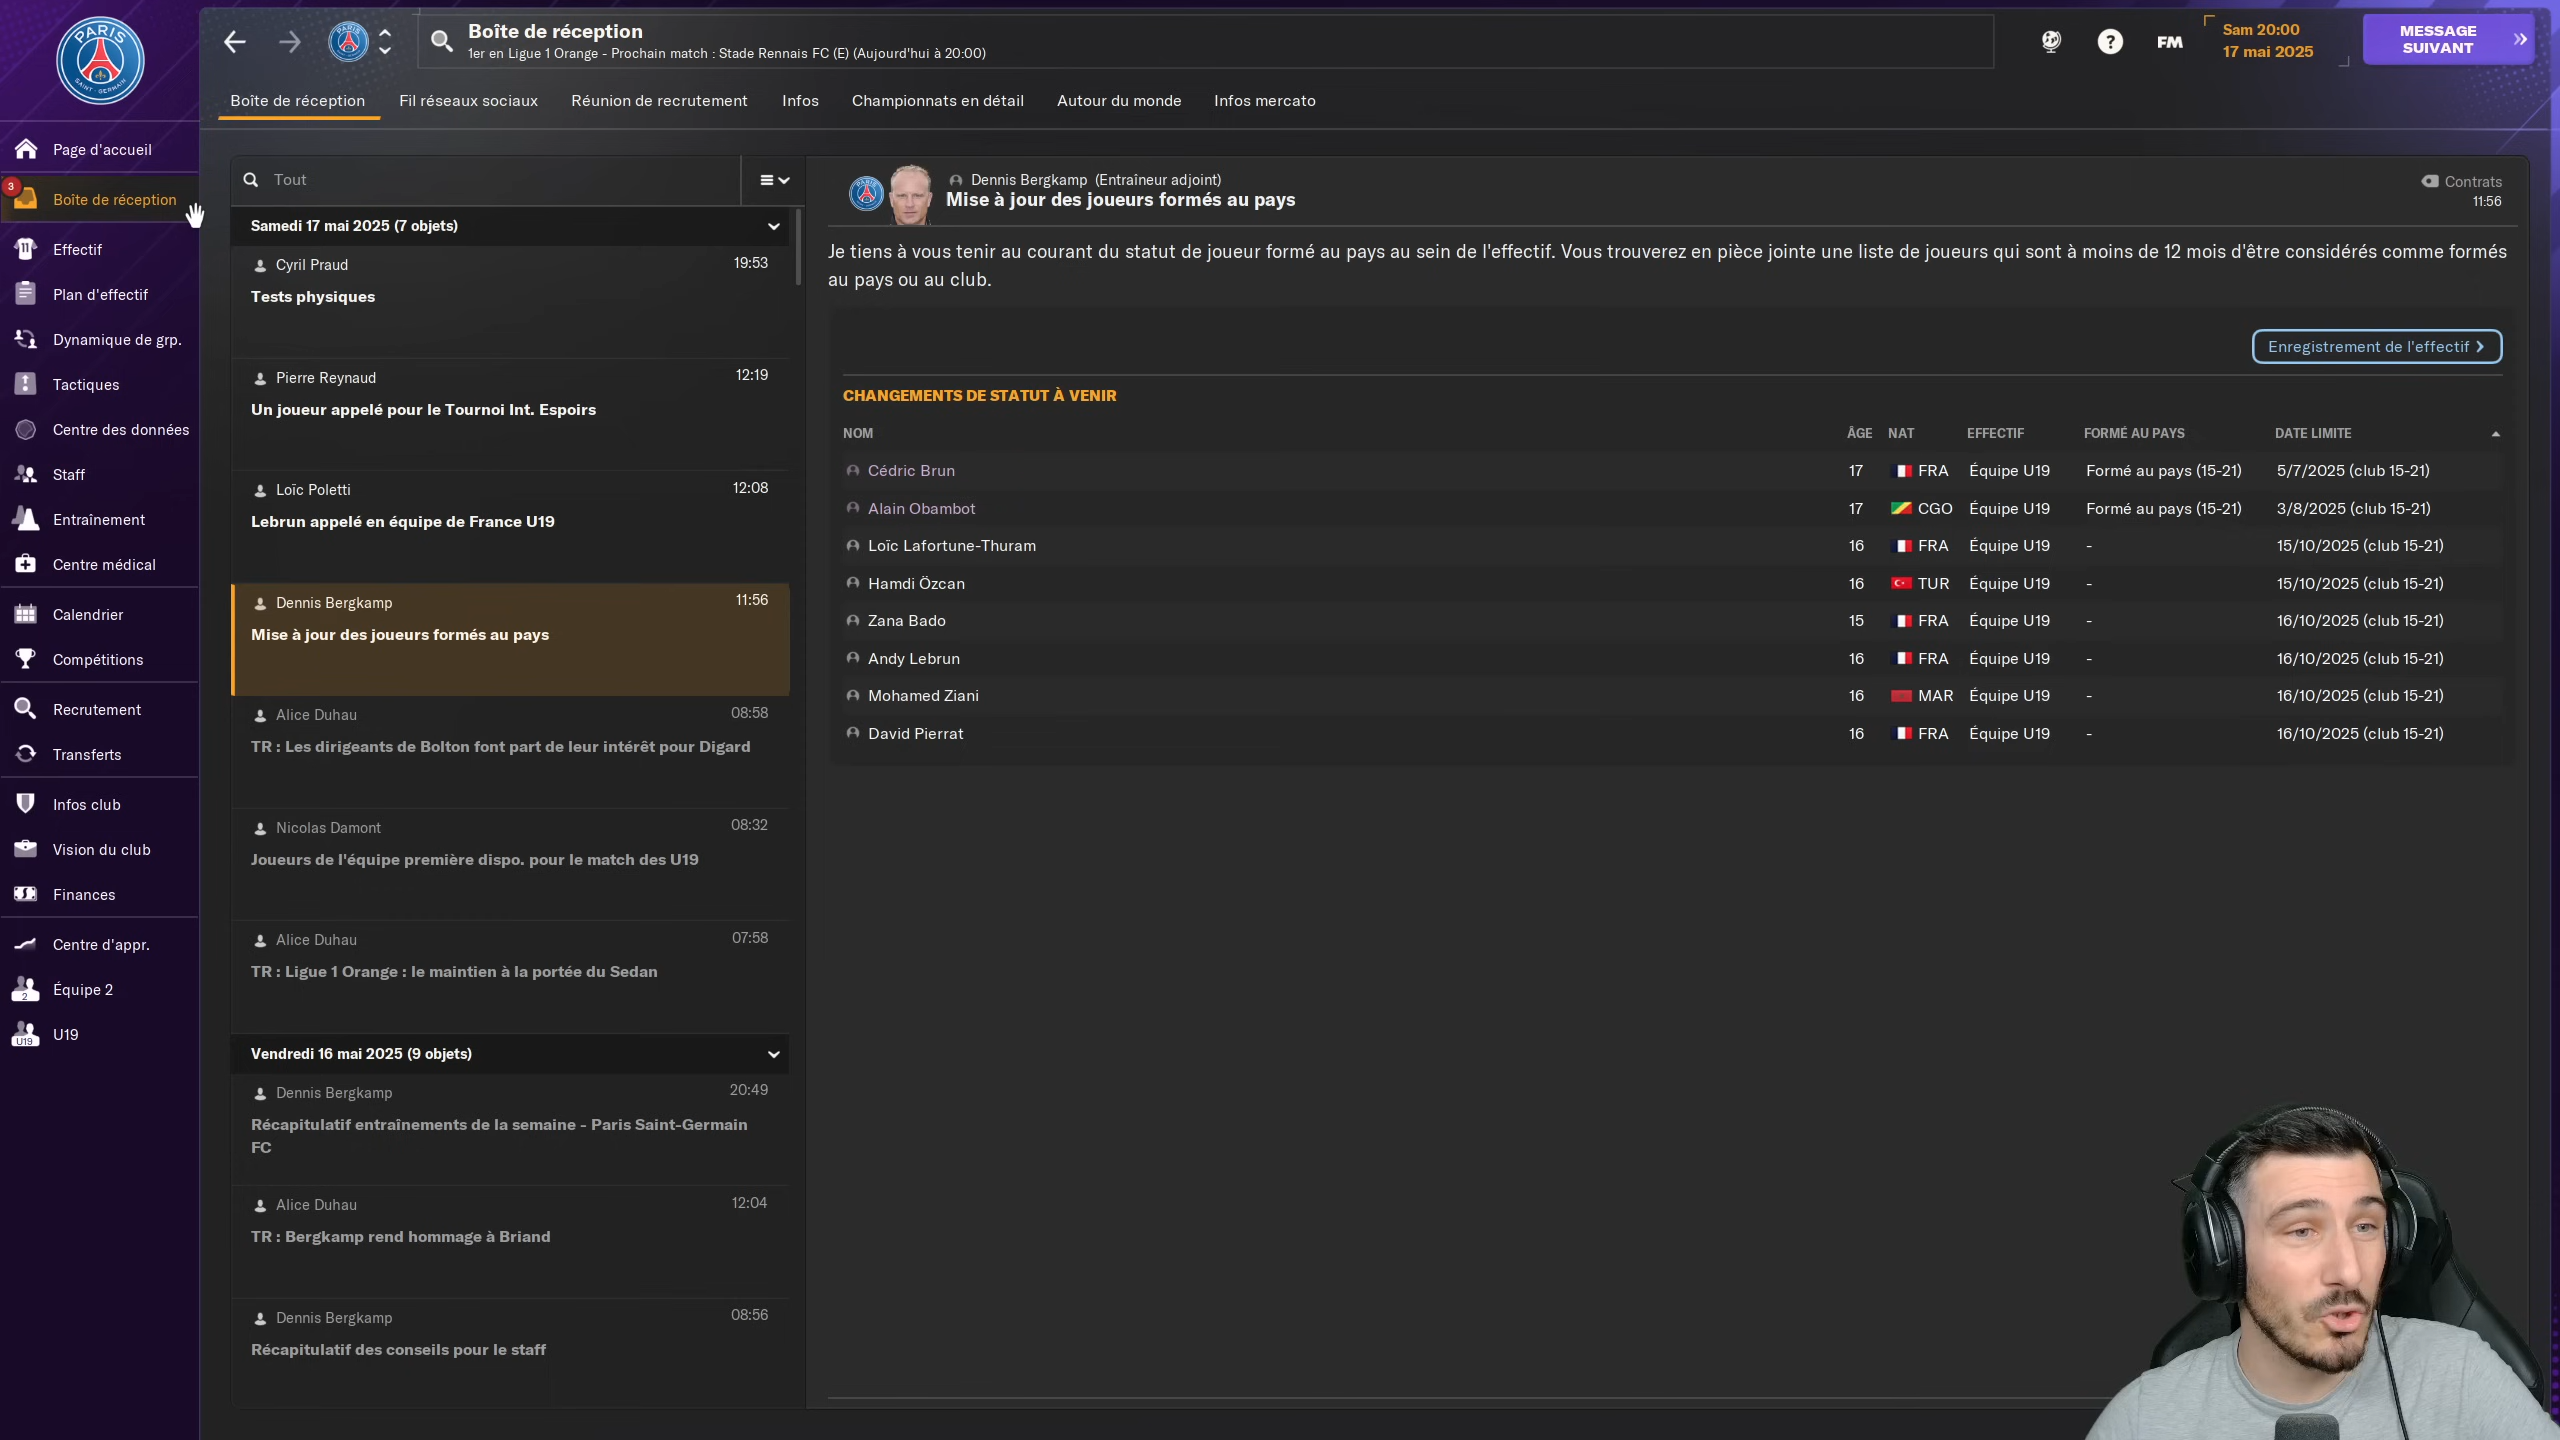 PARIS
SAINT-GERMAIN
Boîte de réception
1er en Ligue 1 Orange - Prochain match : Stade Rennais FC (E) (Aujourd'hui à 20:00)
FM
Sam 20:00
17 mai 2025
MESSAGE SUIVANT
Boîte de réception
Fil réseaux sociaux
Réunion de recrutement
Infos
Championnats en détail
Autour du monde
Infos mercato
Page d'accueil
3
Boîte de réception
Effectif
Plan d'effectif
Dynamique de grp.
Tactiques
Centre des données
Staff
Entraînement
Centre médical
Calendrier
Compétitions
Recrutement
Transferts
Infos club
Vision du club
Finances
Centre d'appr.
2
Équipe 2
U19
U19
Tout
Samedi 17 mai 2025 (7 objets)
Cyril Praud 19:53
Tests physiques
Pierre Reynaud 12:19
Un joueur appelé pour le Tournoi Int. Espoirs
Loïc Poletti 12:08
Lebrun appelé en équipe de France U19
Dennis Bergkamp 11:56
Mise à jour des joueurs formés au pays
Alice Duhau 08:58
TR : Les dirigeants de Bolton font part de leur intérêt pour Digard
Nicolas Damont 08:32
Joueurs de l'équipe première dispo. pour le match des U19
Alice Duhau 07:58
TR : Ligue 1 Orange : le maintien à la portée du Sedan
Vendredi 16 mai 2025 (9 objets)
Dennis Bergkamp 20:49
Récapitulatif entraînements de la semaine - Paris Saint-Germain
FC
Alice Duhau 12:04
TR : Bergkamp rend hommage à Briand
Dennis Bergkamp 08:56
Récapitulatif des conseils pour le staff
Dennis Bergkamp (Entraîneur adjoint)
Mise à jour des joueurs formés au pays
Contrats
11:56
Je tiens à vous tenir au courant du statut de joueur formé au pays au sein de l'effectif. Vous trouverez en pièce jointe une liste de joueurs qui sont à moins de 12 mois d'être considérés comme formés
au pays ou au club.
Enregistrement de l'effectif
CHANGEMENTS DE STATUT À VENIR
NOM ÂGE NAT EFFECTIF FORMÉ AU PAYS DATE LIMITE
Cédric Brun 17 FRA Équipe U19 Formé au pays (15-21) 5/7/2025 (club 15-21)
Alain Obambot 17 CGO Équipe U19 Formé au pays (15-21) 3/8/2025 (club 15-21)
Loïc Lafortune-Thuram 16 FRA Équipe U19 - 15/10/2025 (club 15-21)
Hamdi Özcan 16 TUR Équipe U19 - 15/10/2025 (club 15-21)
Zana Bado 15 FRA Équipe U19 - 16/10/2025 (club 15-21)
Andy Lebrun 16 FRA Équipe U19 - 16/10/2025 (club 15-21)
Mohamed Ziani 16 MAR Équipe U19 - 16/10/2025 (club 15-21)
David Pierrat 16 FRA Équipe U19 - 16/10/2025 (club 15-21)